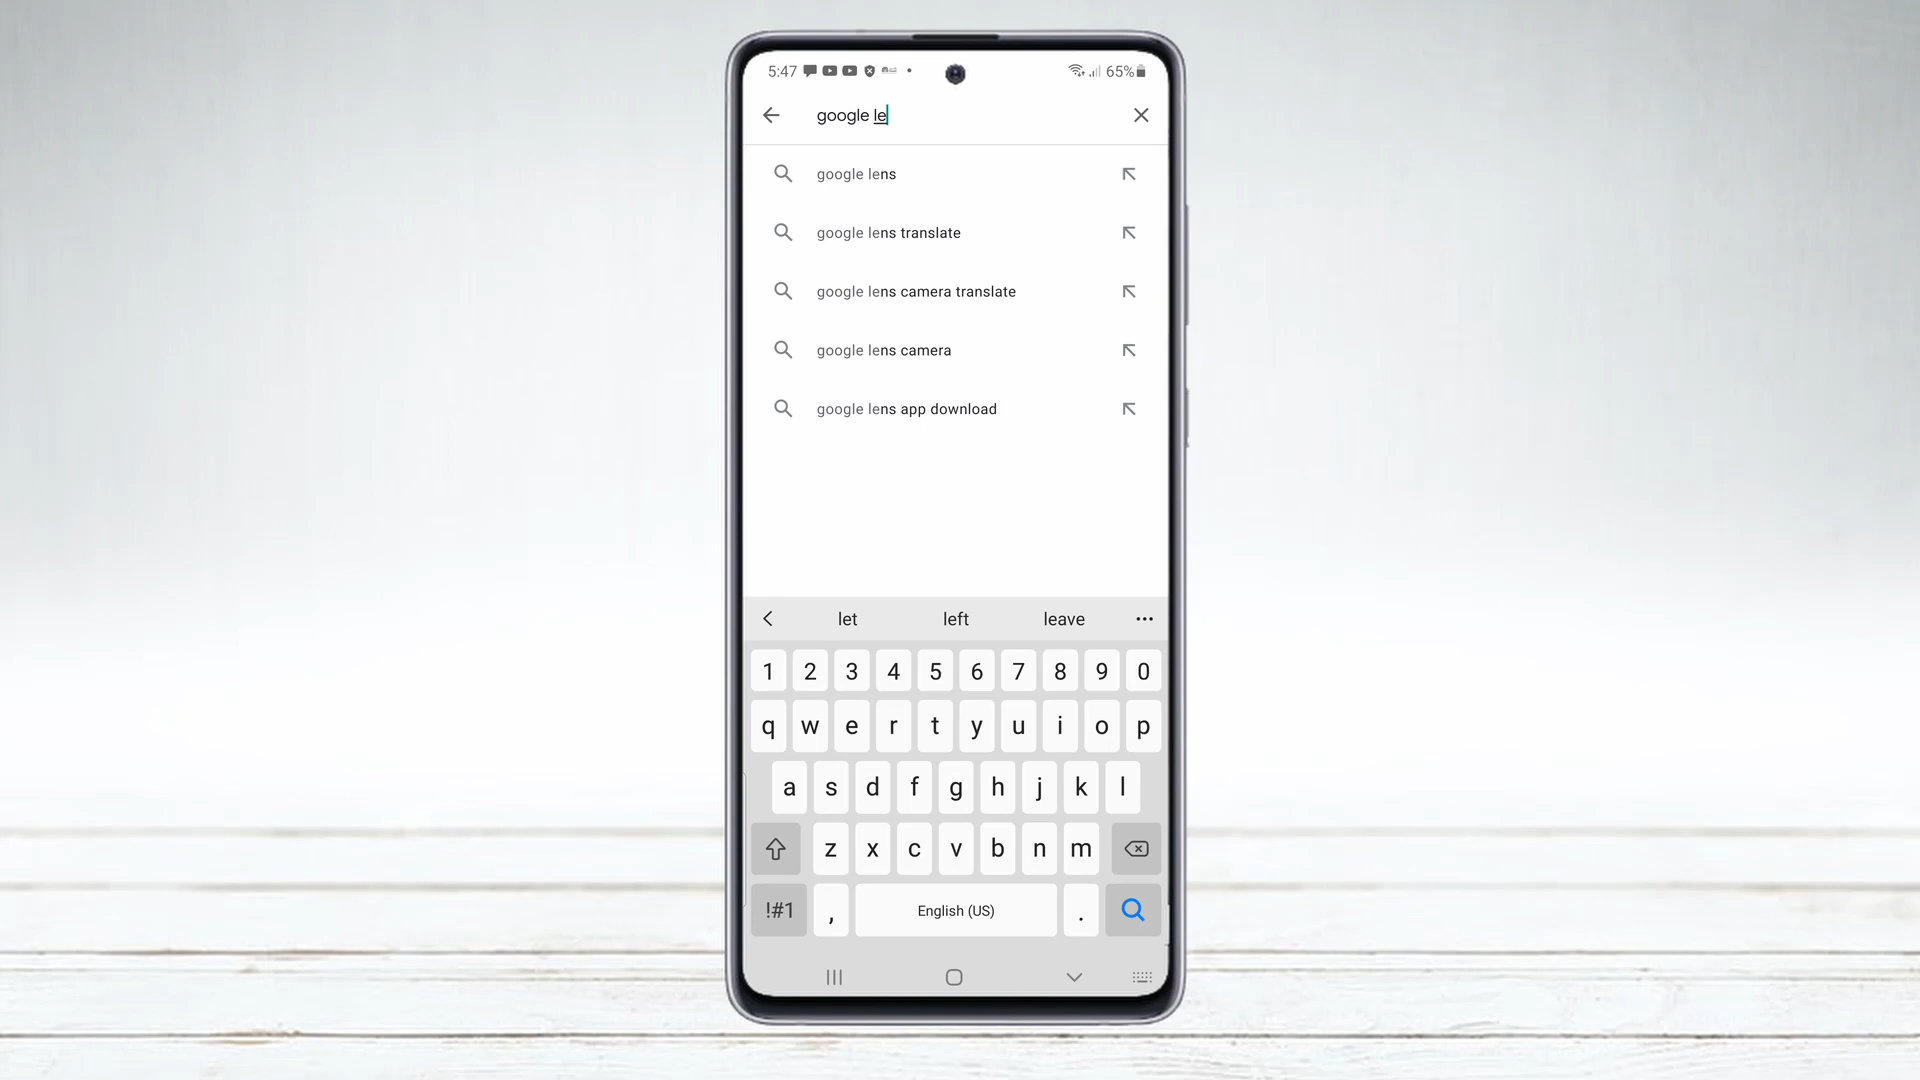 5:47 65%
google le
google lens
google lens translate
google lens camera translate
google lens camera
google lens app download
let left leave
1 2 3 4 5 6 7 8 9 0
q w e r t y u i o p
a s d f g h j k l
z x c v b n m
!#1 , English (US) .